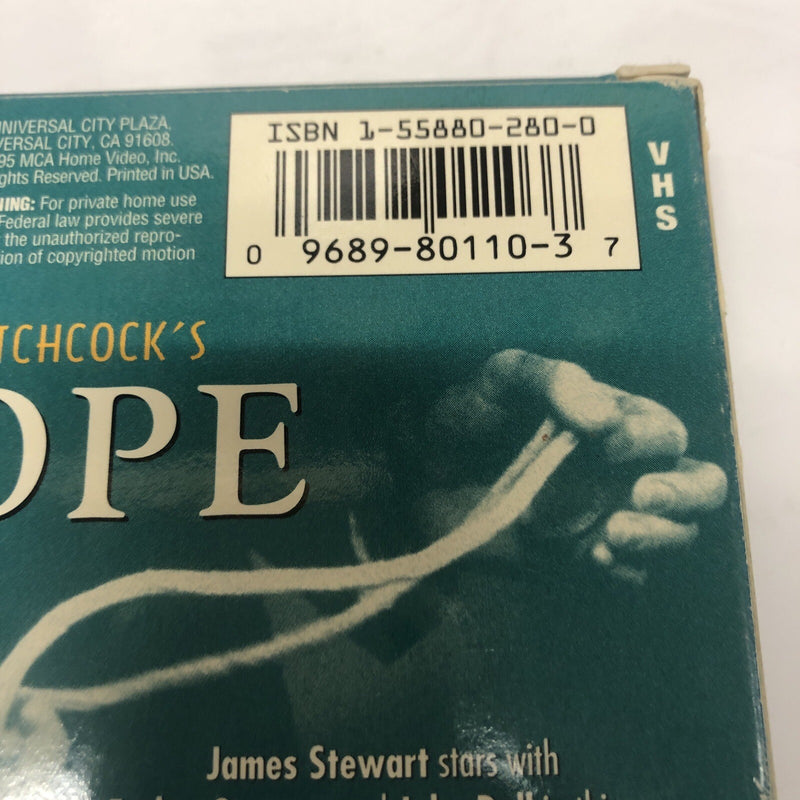 NIVERSAL CITY PLAZA,
VERSAL CITY, CA 91608.
95 MCA Home Video, Inc.
ghts Reserved. Printed in USA.
NING: For private home use
Federal law provides severe
the unauthorized repro-
ion of copyrighted motion
ISBN 1-55880-280-0
0 9689-80110-3 7
VHS
TCHCOCK'S
OPE
James Stewart stars with